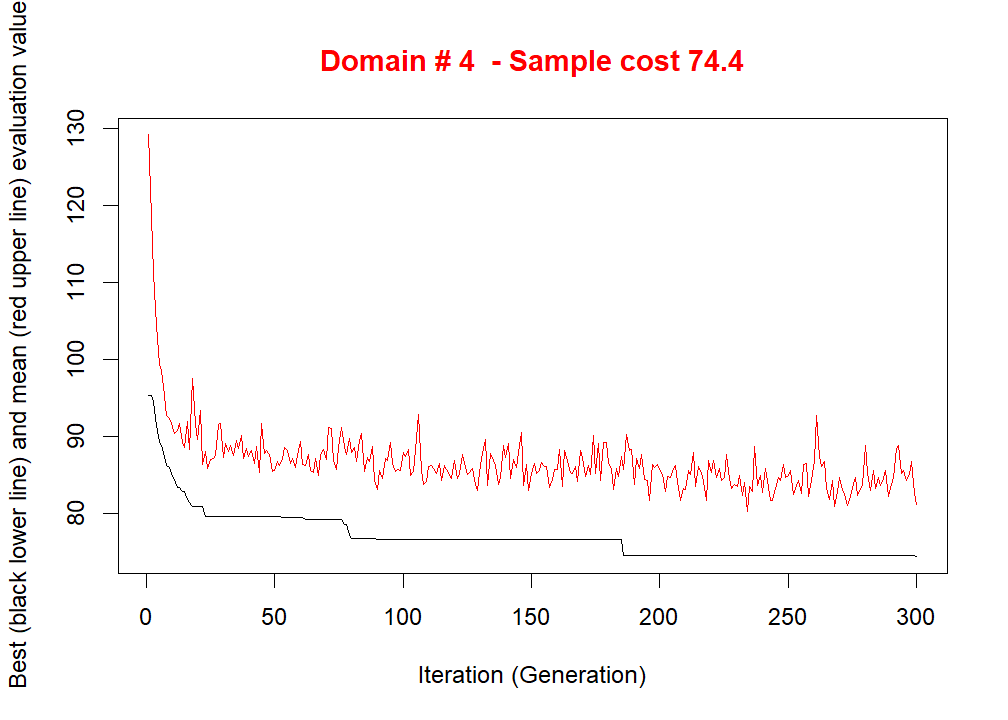 Domain # 4  - Sample cost 74.4
Best (black lower line) and mean (red upper line) evaluation value
130
120
110
100
90
80
0 50 100 150 200 250 300
Iteration (Generation)